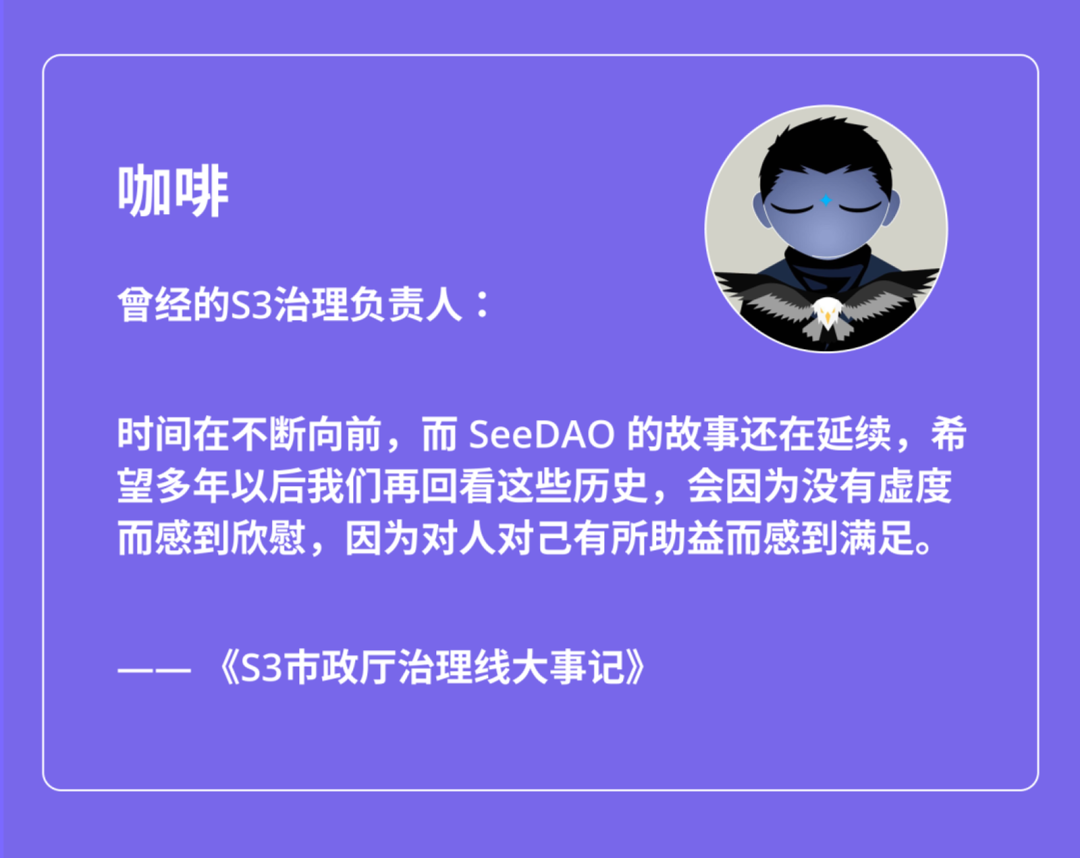 咖啡
曾经的S3治理负责人：
时间在不断向前，而 SeeDAO 的故事还在延续，希
望多年以后我们再回看这些历史，会因为没有虚度
而感到欣慰，因为对人对己有所助益而感到满足。
—— 《S3市政厅治理线大事记》